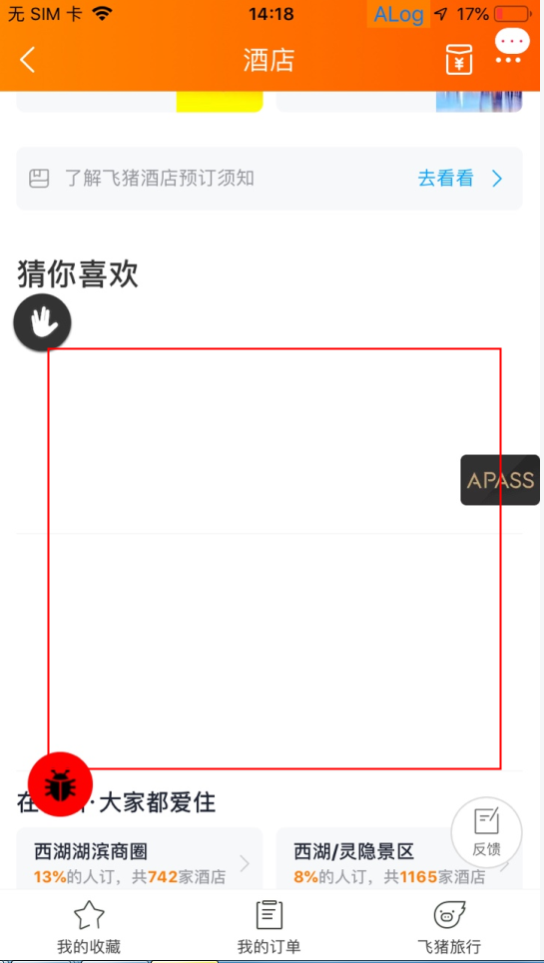 无 SIM 卡 14:18 ALog 17%
酒店
¥
了解飞猪酒店预订须知 去看看
猜你喜欢
APASS
在 ·大家都爱住
西湖湖滨商圈 西湖/灵隐景区
13%的人订，共742家酒店 8%的人订，共1165家酒店
反馈
我的收藏 我的订单 飞猪旅行